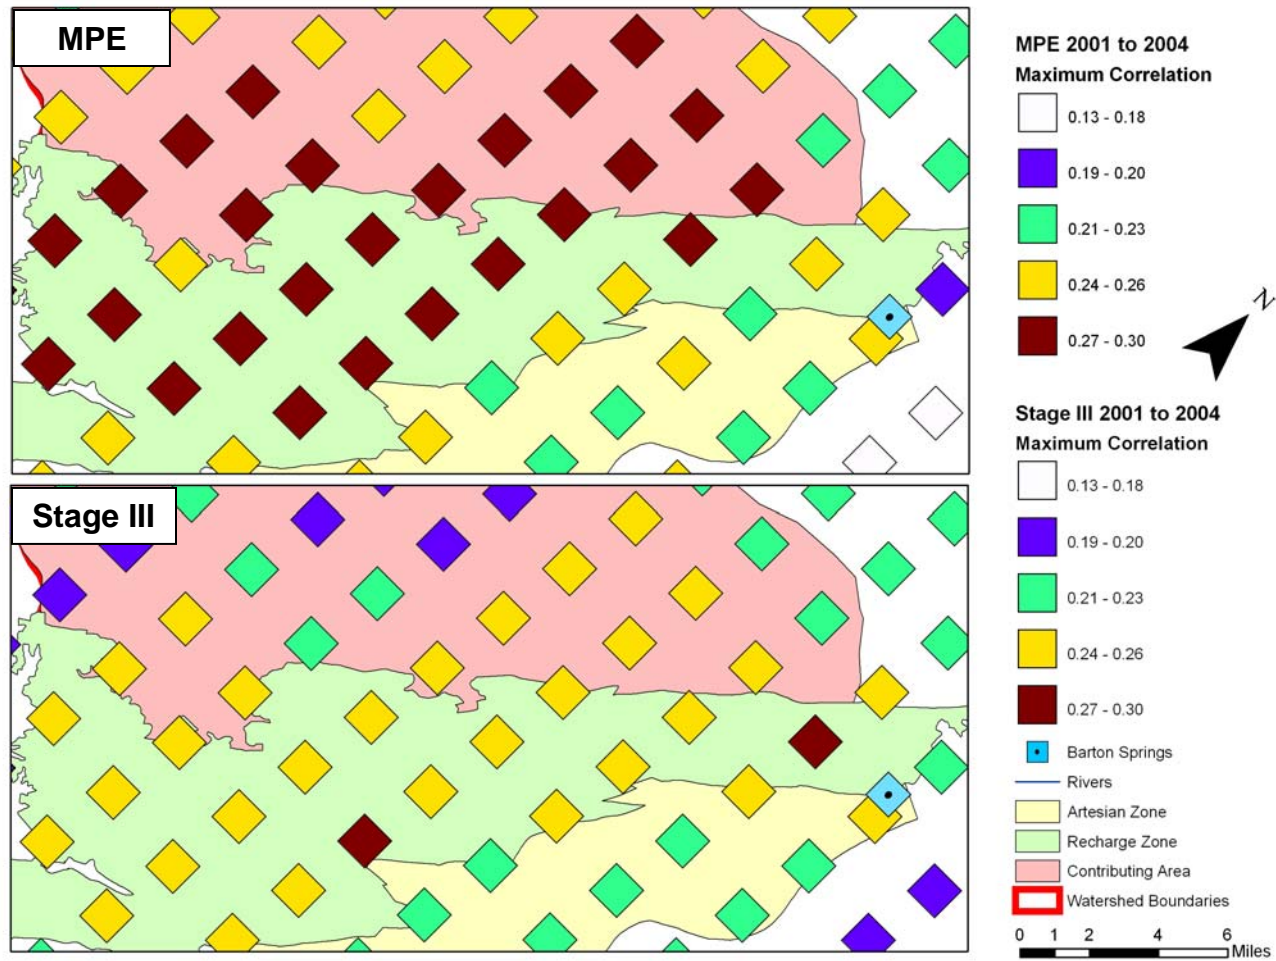 MPE
Stage III
MPE 2001 to 2004
Maximum Correlation
0.13 - 0.18
0.19 - 0.20
0.21 - 0.23
0.24 - 0.26
0.27 - 0.30
N
Stage III 2001 to 2004
Maximum Correlation
0.13 - 0.18
0.19 - 0.20
0.21 - 0.23
0.24 - 0.26
0.27 - 0.30
Barton Springs
Rivers
Artesian Zone
Recharge Zone
Contributing Area
Watershed Boundaries
0 1 2 4 6
Miles